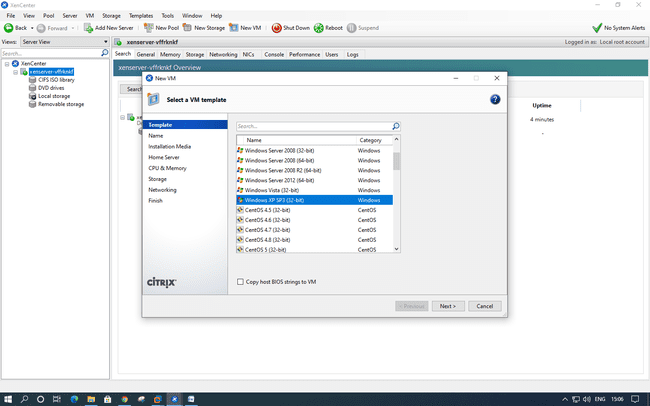 XenCenter
File View Pool Server VM Storage Templates Tools Window Help
Back Forward Add New Server New Pool New Storage New VM Shut Down Reboot Suspend No System Alerts
Views: Server View xenserver-vffrknkf Logged in as: Local root account
Search... Search General Memory Storage Networking NICs Console Performance Users Logs
XenCenter
xenserver-vffrknkf
CIFS ISO library
DVD drives
Local storage
Removable storage
xenserver-vffrknkf Overview
Uptime
4 minutes
-
New VM
Select a VM template
Template
Name
Installation Media
Home Server
CPU & Memory
Storage
Networking
Finish
CITRIX
Search...
Name Category
Windows Server 2008 (32-bit) Windows
Windows Server 2008 (64-bit) Windows
Windows Server 2008 R2 (64-bit) Windows
Windows Server 2012 (64-bit) Windows
Windows Vista (32-bit) Windows
Windows XP SP3 (32-bit) Windows
CentOS 4.5 (32-bit) CentOS
CentOS 4.6 (32-bit) CentOS
CentOS 4.7 (32-bit) CentOS
CentOS 4.8 (32-bit) CentOS
CentOS 5 (32-bit) CentOS
Copy host BIOS strings to VM
< Previous Next > Cancel
ENG 15:06